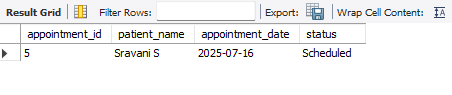 Result Grid Filter Rows: Export: Wrap Cell Content:
appointment_id patient_name appointment_date status
5 Sravani S 2025-07-16 Scheduled